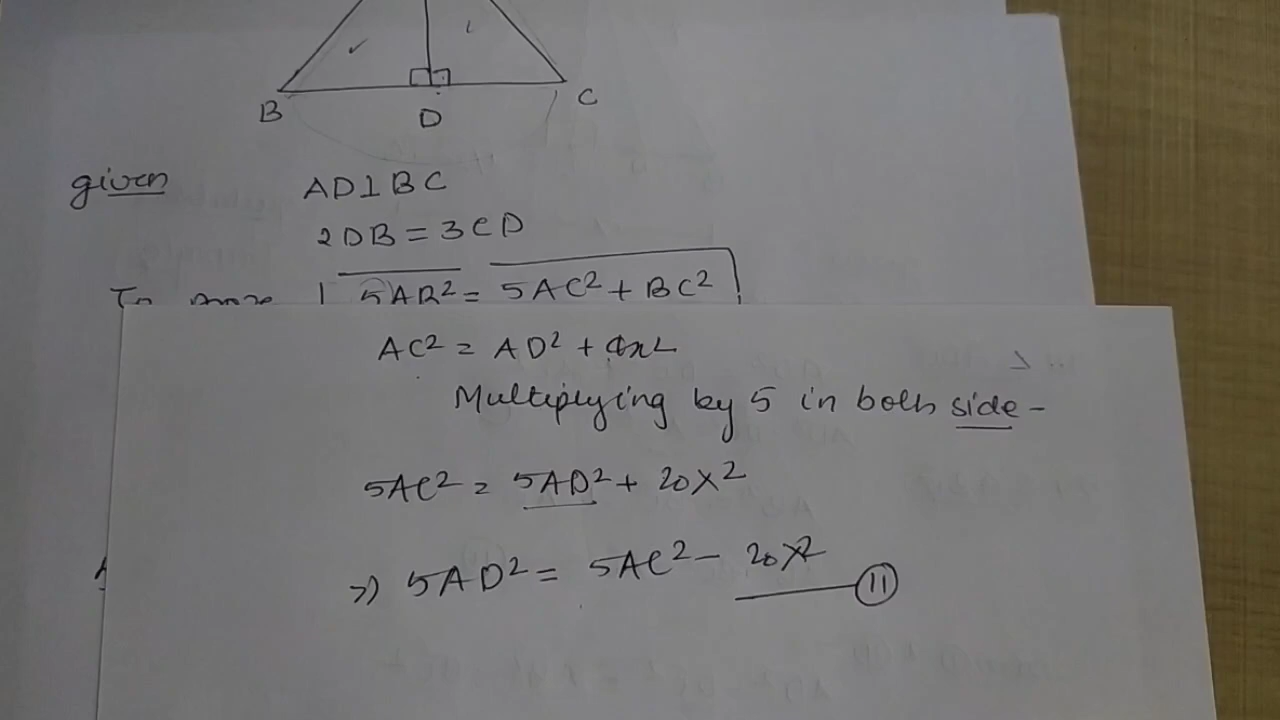 B D C
given AD⊥BC
2DB = 3CD
5AB² = 5AC² + BC²
AC² = AD² + 4x²
Multiplying by 5 in both side -
5AC² = 5AD² + 20X²
=> 5AD² = 5AC² - 20X² ⑪